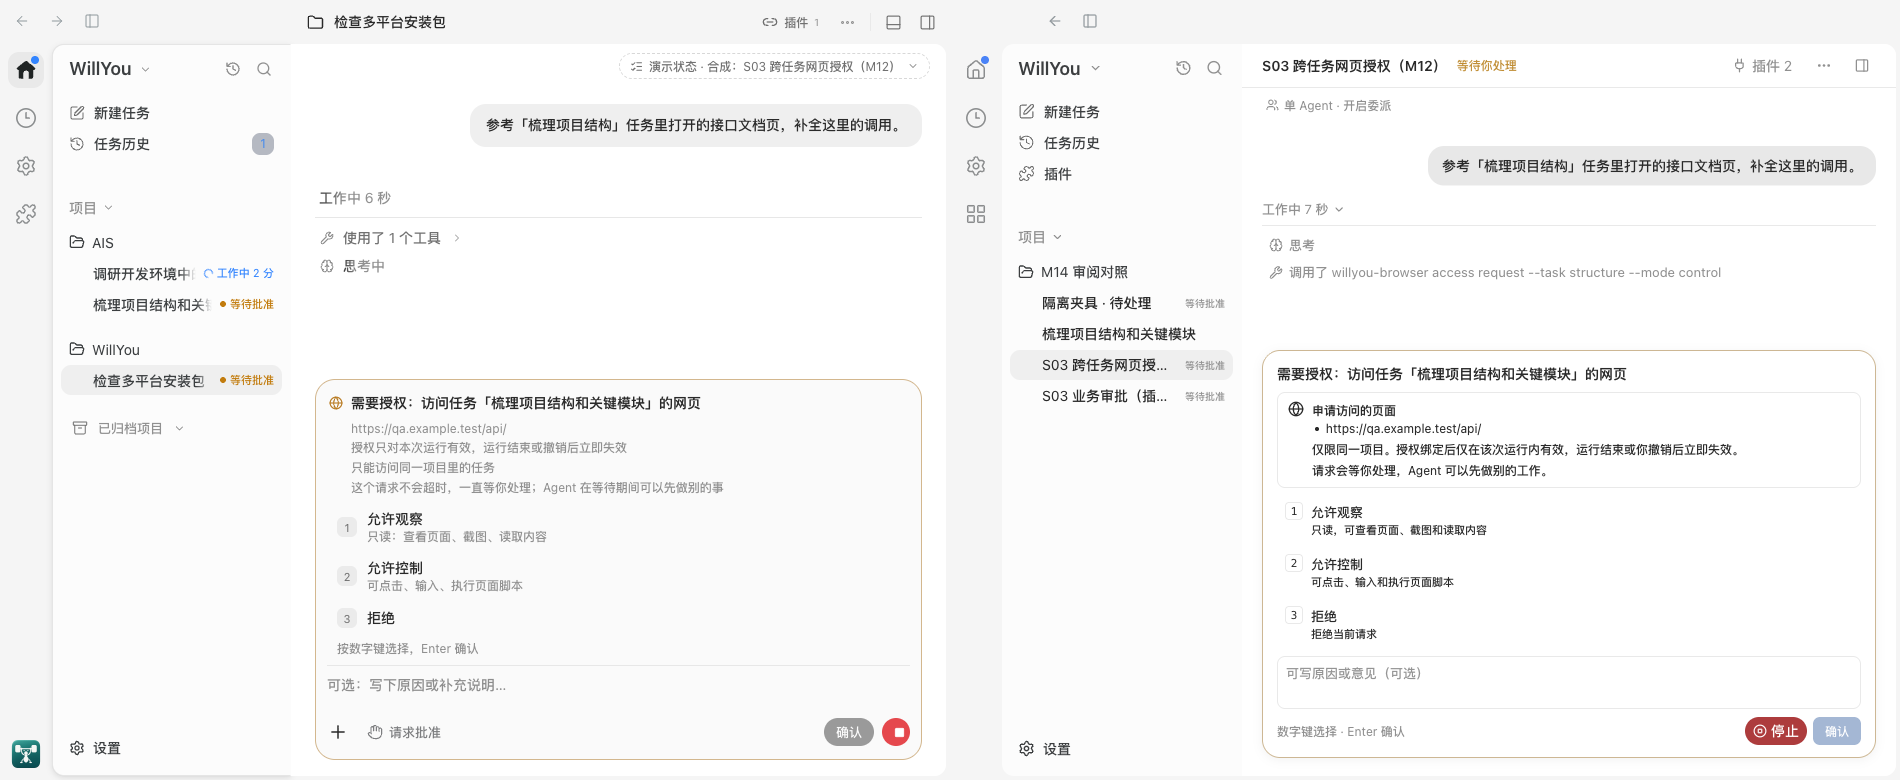 检查多平台安装包
插件 1
WillYou
新建任务
任务历史
1
项目
AIS
调研开发环境中
工作中 2 分
梳理项目结构和关
等待批准
WillYou
检查多平台安装包
等待批准
已归档项目
设置
演示状态 · 合成：S03 跨任务网页授权（M12）
参考「梳理项目结构」任务里打开的接口文档页，补全这里的调用。
工作中 6 秒
使用了 1 个工具
思考中
需要授权：访问任务「梳理项目结构和关键模块」的网页
https://qa.example.test/api/
授权只对本次运行有效，运行结束或撤销后立即失效
只能访问同一项目里的任务
这个请求不会超时，一直等你处理；Agent 在等待期间可以先做别的事
1
允许观察
只读：查看页面、截图、读取内容
2
允许控制
可点击、输入、执行页面脚本
3
拒绝
按数字键选择，Enter 确认
可选：写下原因或补充说明...
请求批准
确认
WillYou
新建任务
任务历史
插件
项目
M14 审阅对照
隔离夹具 · 待处理
等待批准
梳理项目结构和关键模块
S03 跨任务网页授...
等待批准
S03 业务审批（插...
等待批准
设置
S03 跨任务网页授权（M12）
等待你处理
插件 2
单 Agent · 开启委派
参考「梳理项目结构」任务里打开的接口文档页，补全这里的调用。
工作中 7 秒
思考
调用了 willyou-browser access request --task structure --mode control
需要授权：访问任务「梳理项目结构和关键模块」的网页
申请访问的页面
• https://qa.example.test/api/
仅限同一项目。授权绑定后仅在该次运行内有效，运行结束或你撤销后立即失效。
请求会等你处理，Agent 可以先做别的工作。
1
允许观察
只读，可查看页面、截图和读取内容
2
允许控制
可点击、输入和执行页面脚本
3
拒绝
拒绝当前请求
可写原因或意见（可选）
数字键选择 · Enter 确认
停止
确认